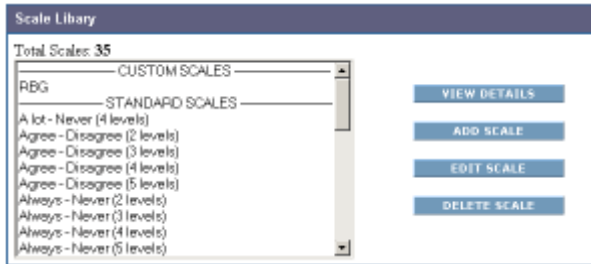 Scale Libary
Total Scales: 35
CUSTOM SCALES
RBG
STANDARD SCALES
A lot - Never (4 levels)
Agree - Disagree (2 levels)
Agree - Disagree (3 levels)
Agree - Disagree (4 levels)
Agree - Disagree (5 levels)
Always - Never (2 levels)
Always - Never (3 levels)
Always - Never (4 levels)
Always - Never (5 levels)
VIEW DETAILS
ADD SCALE
EDIT SCALE
DELETE SCALE